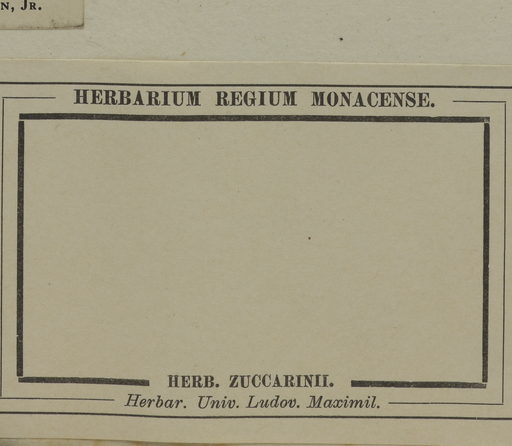 N, JR.
HERBARIUM REGIUM MONACENSE.
HERB. ZUCCARINII.
Herbar. Univ. Ludov. Maximil.